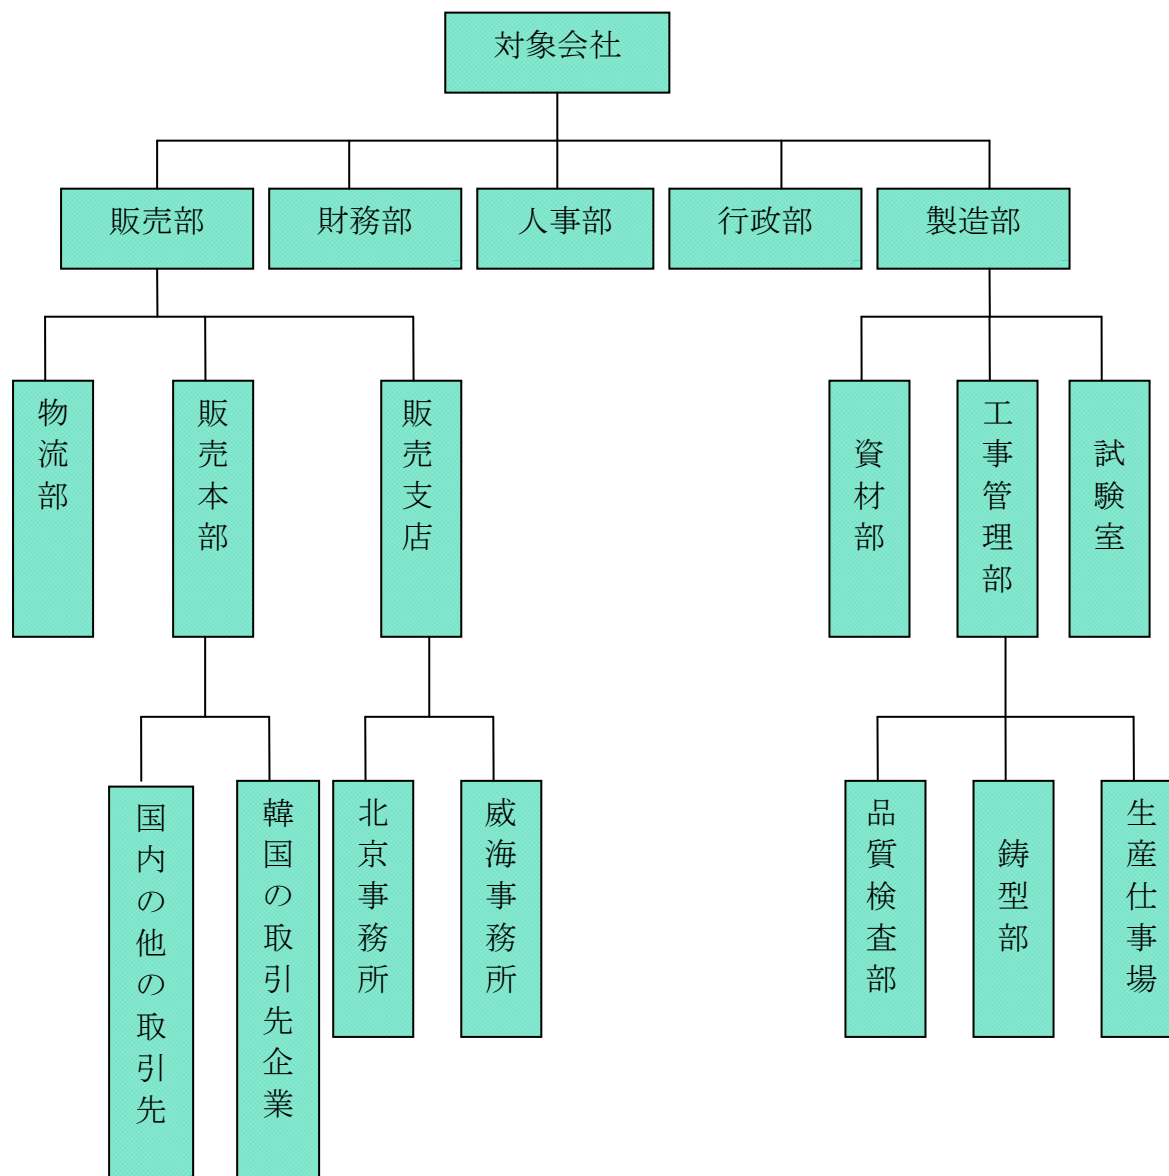 対象会社
販売部
財務部
人事部
行政部
製造部
物流部
販売本部
販売支店
資材部
工事管理部
試験室
国内の他の取引先
韓国の取引先企業
北京事務所
威海事務所
品質検査部
鋳型部
生産仕事場